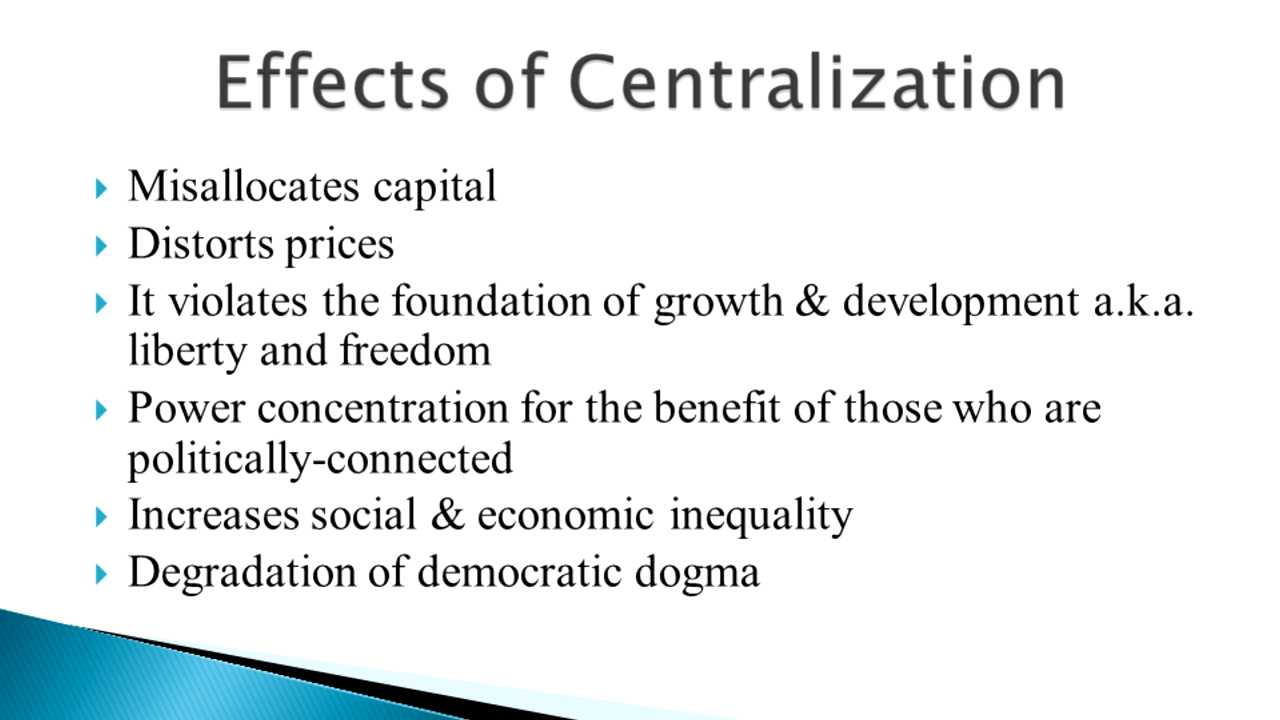 Effects of Centralization
Misallocates capital
Distorts prices
It violates the foundation of growth & development a.k.a.
liberty and freedom
Power concentration for the benefit of those who are
politically-connected
Increases social & economic inequality
Degradation of democratic dogma